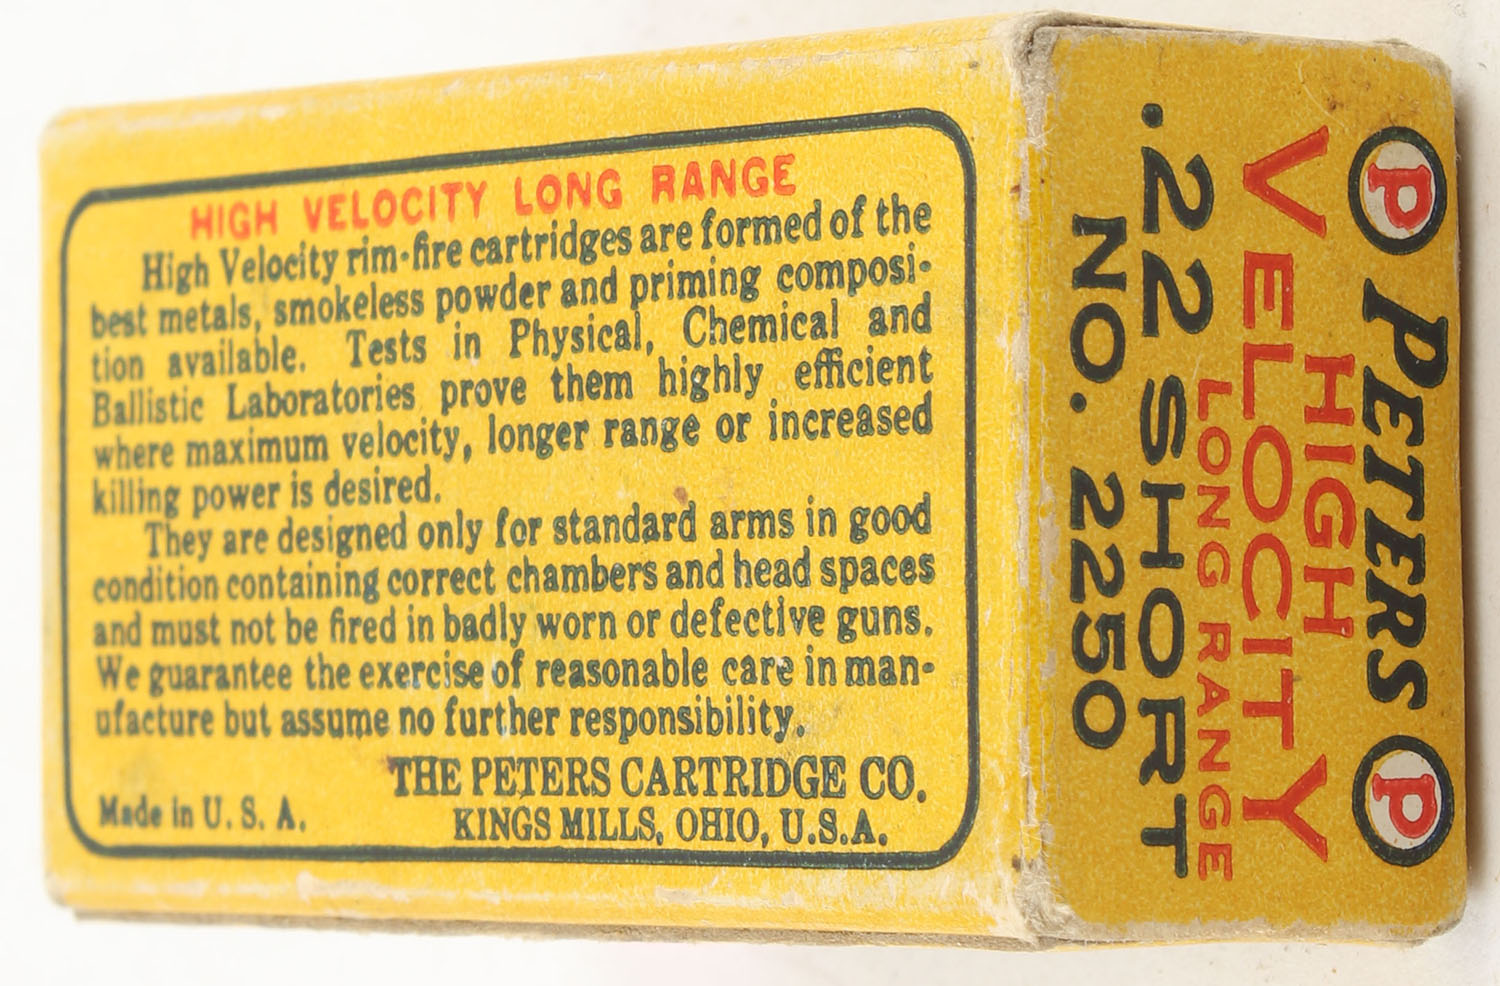 HIGH VELOCITY LONG RANGE
High Velocity rim-fire cartridges are formed of the
best metals, smokeless powder and priming composi-
tion available. Tests in Physical, Chemical and
Ballistic Laboratories prove them highly efficient
where maximum velocity, longer range or increased
killing power is desired.
They are designed only for standard arms in good
condition containing correct chambers and head spaces
and must not be fired in badly worn or defective guns.
We guarantee the exercise of reasonable care in man-
ufacture but assume no further responsibility.
THE PETERS CARTRIDGE CO.
Made in U. S. A.
KINGS MILLS, OHIO, U.S.A.
P PETERS P
HIGH
VELOCITY
LONG RANGE
.22 SHORT
NO. 2250